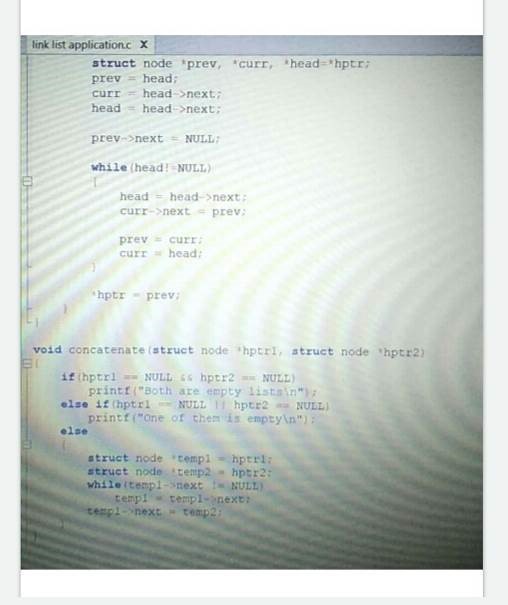 link list application.c X
struct node *prev, *curr, *head=*hptr;
prev = head;
curr = head->next;
head = head->next;
prev->next = NULL;
while(head!=NULL)
{
head = head->next;
curr->next = prev;
prev = curr;
curr = head;
}
*hptr = prev;
}
}
void concatenate(struct node *hptr1, struct node *hptr2)
{
if(hptr1 == NULL && hptr2 == NULL)
printf("Both are empty lists\n");
else if(hptr1 == NULL || hptr2 == NULL)
printf("One of them is empty\n");
else
{
struct node *temp1 = hptr1;
struct node *temp2 = hptr2;
while(temp1->next != NULL)
temp1 = temp1->next;
temp1->next = temp2;
}
}